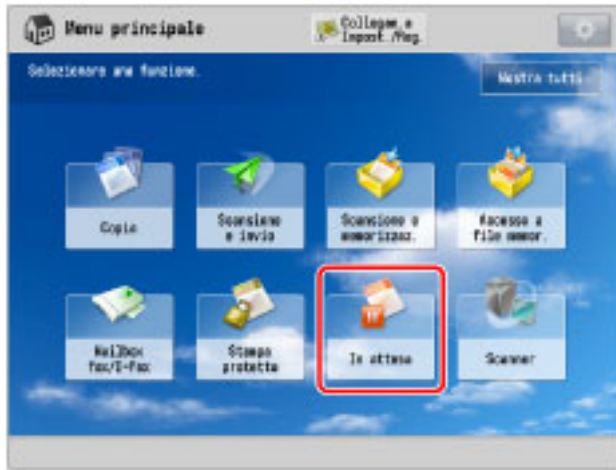 Menu principale
Collegam. a
Impost./Reg.
Selezionare una funzione.
Mostra tutti
Copia
Scansione
e invio
Scansione e
memorizzaz.
Accesso a
file memor.
Mailbox
fax/I-Fax
Stampa
protetta
In attesa
Scanner